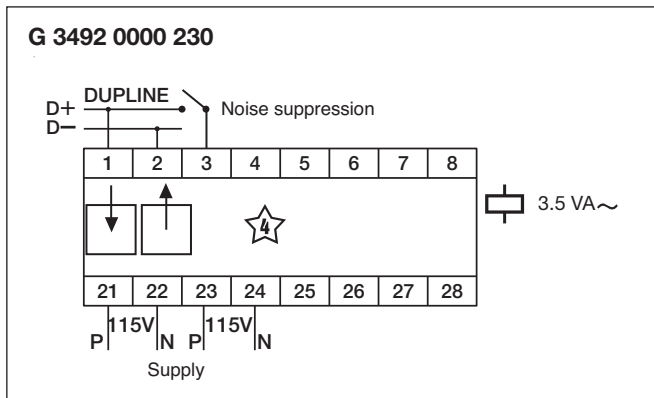 G 3492 0000 230
DUPLINE
D+
Noise suppression
D−
1 2 3 4 5 6 7 8
4
3.5 VA~
21 22 23 24 25 26 27 28
P 115V N P 115V N
Supply